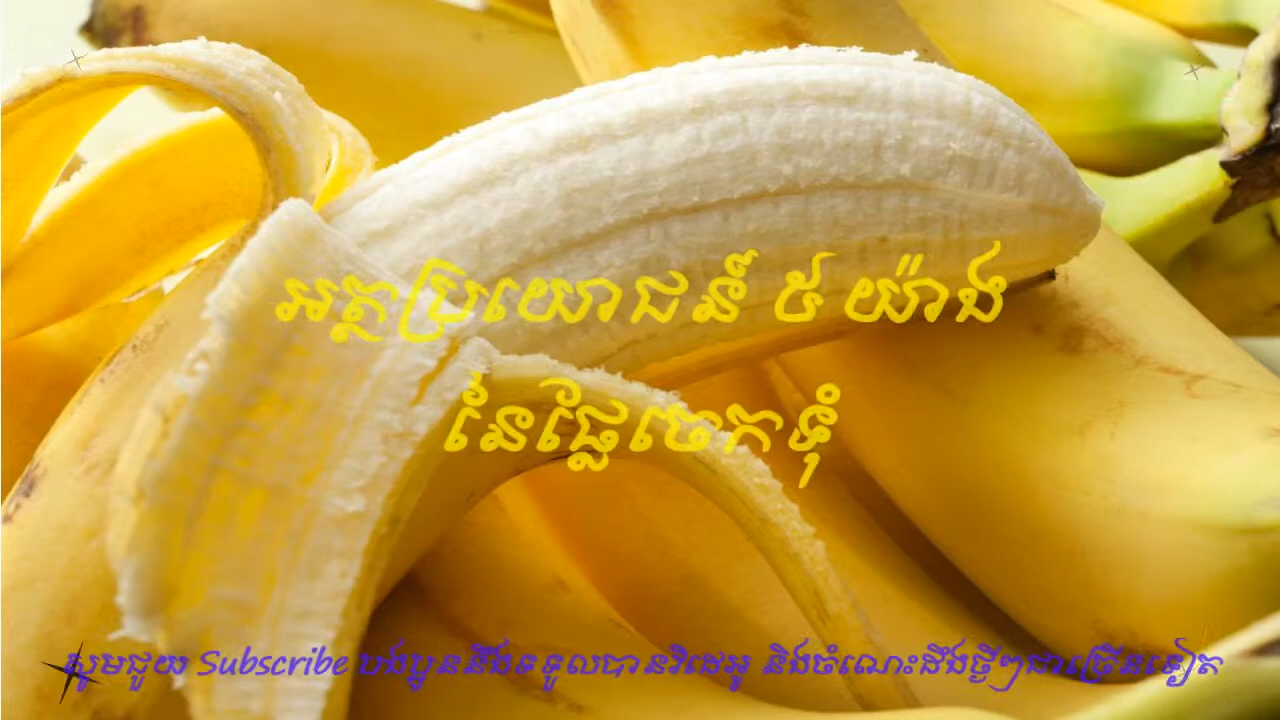 អត្ថប្រយោជន៍ ៥ យ៉ាង
នៃផ្លែចេកទុំ
សូមជួយ Subscribe បងប្អូននឹងទទួលបានវិដេអូ និងចំណេះដឹងថ្មីៗជាច្រើនទៀត